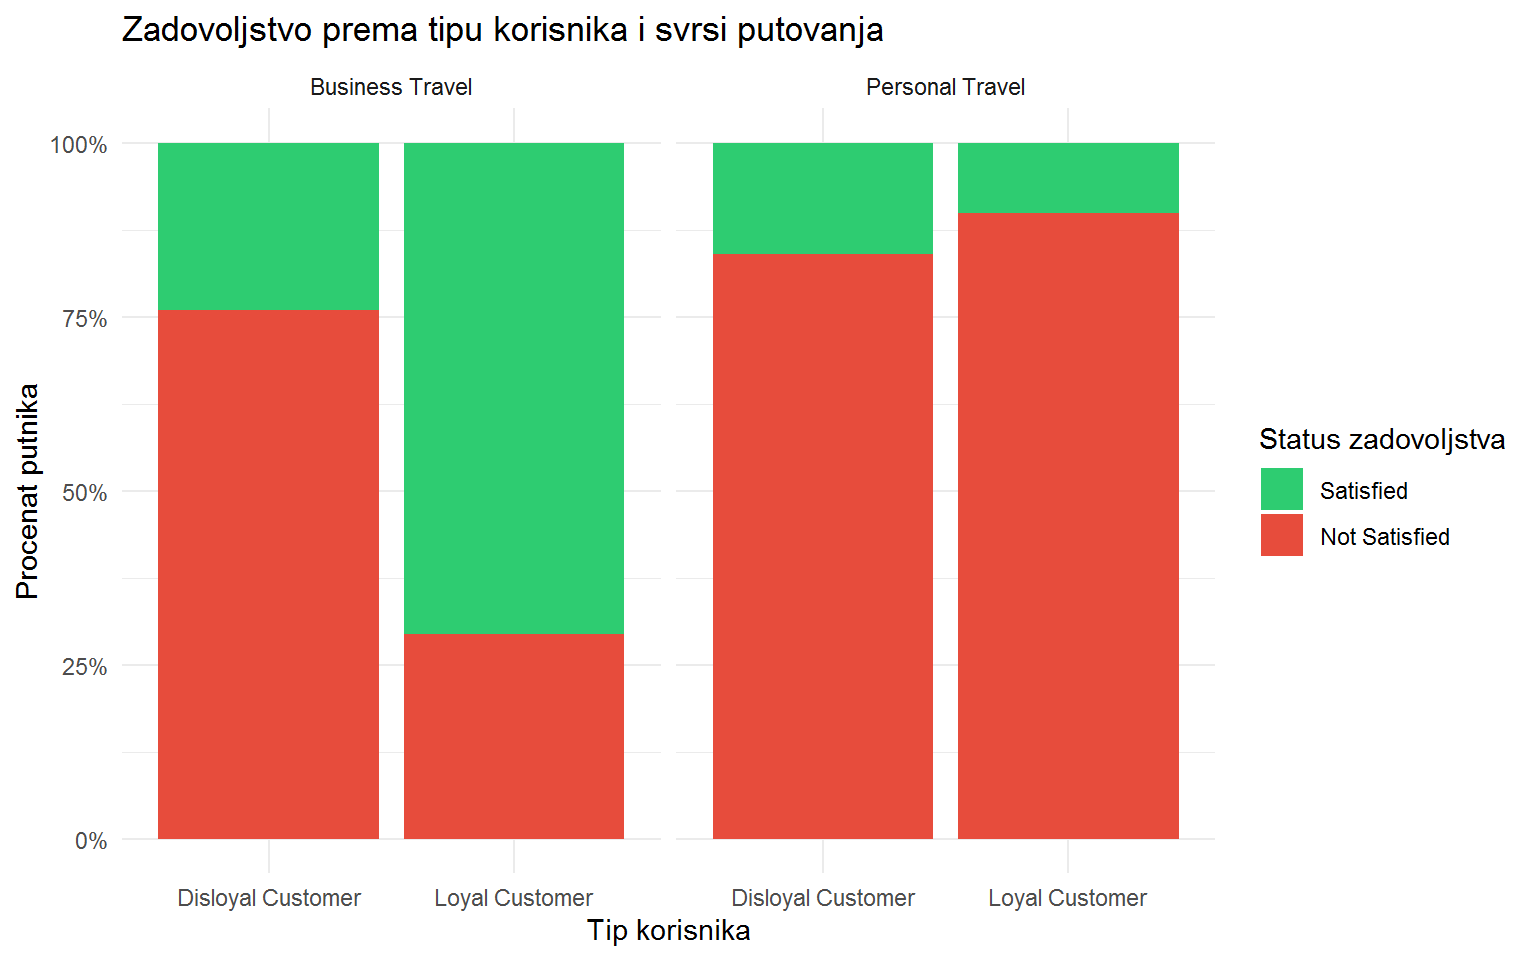 Zadovoljstvo prema tipu korisnika i svrsi putovanja
Business Travel
Personal Travel
100%
75%
50%
25%
0%
Procenat putnika
Disloyal Customer
Loyal Customer
Disloyal Customer
Loyal Customer
Tip korisnika
Status zadovoljstva
Satisfied
Not Satisfied